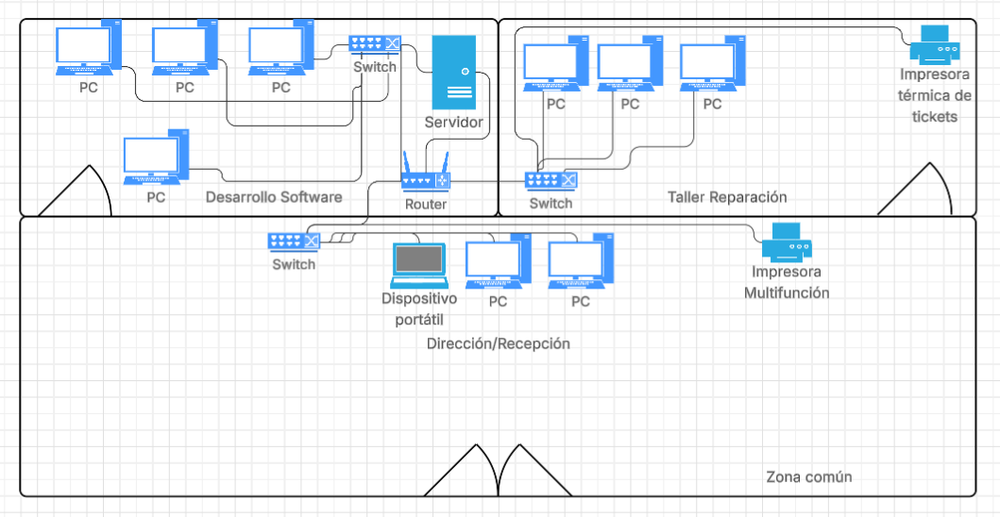 PC
PC
PC
Switch
Servidor
PC
PC
PC
Impresora
térmica de
tickets
PC
Desarrollo Software
Router
Switch
Taller Reparación
Switch
Dispositivo
portátil
PC
PC
Impresora
Multifunción
Dirección/Recepción
Zona común